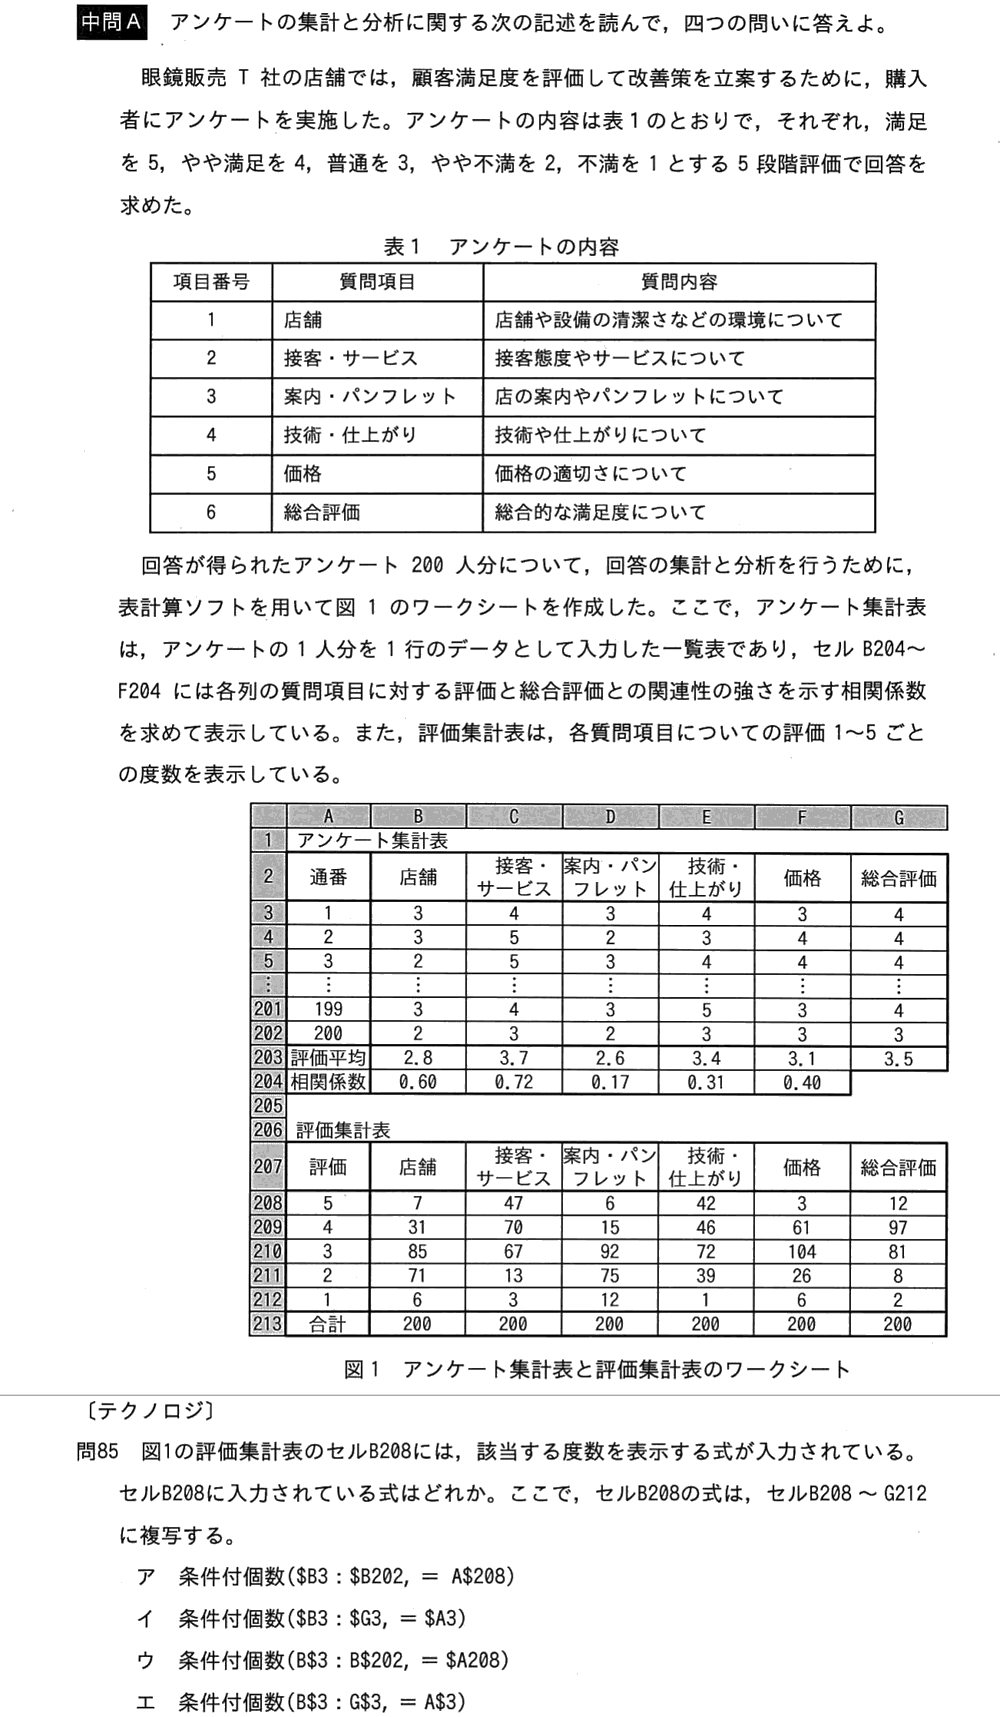 中問A アンケートの集計と分析に関する次の記述を読んで，四つの問いに答えよ。
眼鏡販売 T 社の店舗では，顧客満足度を評価して改善策を立案するために，購入
者にアンケートを実施した。アンケートの内容は表1のとおりで，それぞれ，満足
を 5，やや満足を 4，普通を 3，やや不満を 2，不満を 1 とする 5 段階評価で回答を
求めた。
表1 アンケートの内容
項目番号 質問項目 質問内容
1 店舗 店舗や設備の清潔さなどの環境について
2 接客・サービス 接客態度やサービスについて
3 案内・パンフレット 店の案内やパンフレットについて
4 技術・仕上がり 技術や仕上がりについて
5 価格 価格の適切さについて
6 総合評価 総合的な満足度について
回答が得られたアンケート 200 人分について，回答の集計と分析を行うために，
表計算ソフトを用いて図 1 のワークシートを作成した。ここで，アンケート集計表
は，アンケートの 1 人分を 1 行のデータとして入力した一覧表であり，セル B204～
F204 には各列の質問項目に対する評価と総合評価との関連性の強さを示す相関係数
を求めて表示している。また，評価集計表は，各質問項目についての評価 1～5 ごと
の度数を表示している。
A B C D E F G
1 アンケート集計表
2 通番 店舗 接客・サービス 案内・パンフレット 技術・仕上がり 価格 総合評価
3 1 3 4 3 4 3 4
4 2 3 5 2 3 4 4
5 3 2 5 3 4 4 4
⋮ ⋮ ⋮ ⋮ ⋮ ⋮ ⋮ ⋮
201 199 3 4 3 5 3 4
202 200 2 3 2 3 3 3
203 評価平均 2.8 3.7 2.6 3.4 3.1 3.5
204 相関係数 0.60 0.72 0.17 0.31 0.40
205
206 評価集計表
207 評価 店舗 接客・サービス 案内・パンフレット 技術・仕上がり 価格 総合評価
208 5 7 47 6 42 3 12
209 4 31 70 15 46 61 97
210 3 85 67 92 72 104 81
211 2 71 13 75 39 26 8
212 1 6 3 12 1 6 2
213 合計 200 200 200 200 200 200
図1 アンケート集計表と評価集計表のワークシート
〔テクノロジ〕
問85 図1の評価集計表のセルB208には，該当する度数を表示する式が入力されている。
セルB208に入力されている式はどれか。ここで，セルB208の式は，セルB208 ～ G212
に複写する。
ア 条件付個数($B3：$B202, ＝ A$208)
イ 条件付個数($B3：$G3, ＝ $A3)
ウ 条件付個数(B$3：B$202, ＝ $A208)
エ 条件付個数(B$3：G$3, ＝ A$3)